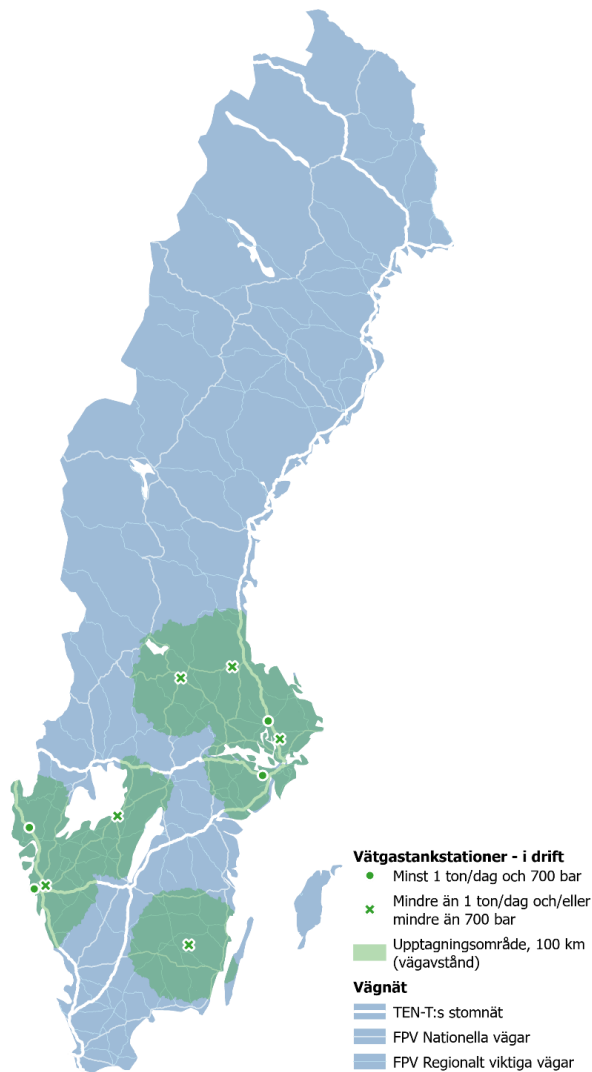 Vätgastankstationer - i drift
Minst 1 ton/dag och 700 bar
Mindre än 1 ton/dag och/eller
mindre än 700 bar
Upptagningsområde, 100 km
(vägavstånd)
Vägnät
TEN-T:s stomnät
FPV Nationella vägar
FPV Regionalt viktiga vägar